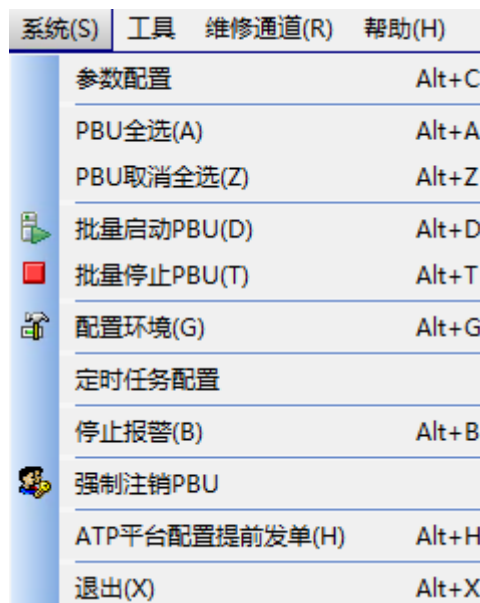 系统(S) 工具 维修通道(R) 帮助(H)
参数配置 Alt+C
PBU全选(A) Alt+A
PBU取消全选(Z) Alt+Z
批量启动PBU(D) Alt+D
批量停止PBU(T) Alt+T
配置环境(G) Alt+G
定时任务配置
停止报警(B) Alt+B
强制注销PBU
ATP平台配置提前发单(H) Alt+H
退出(X) Alt+X